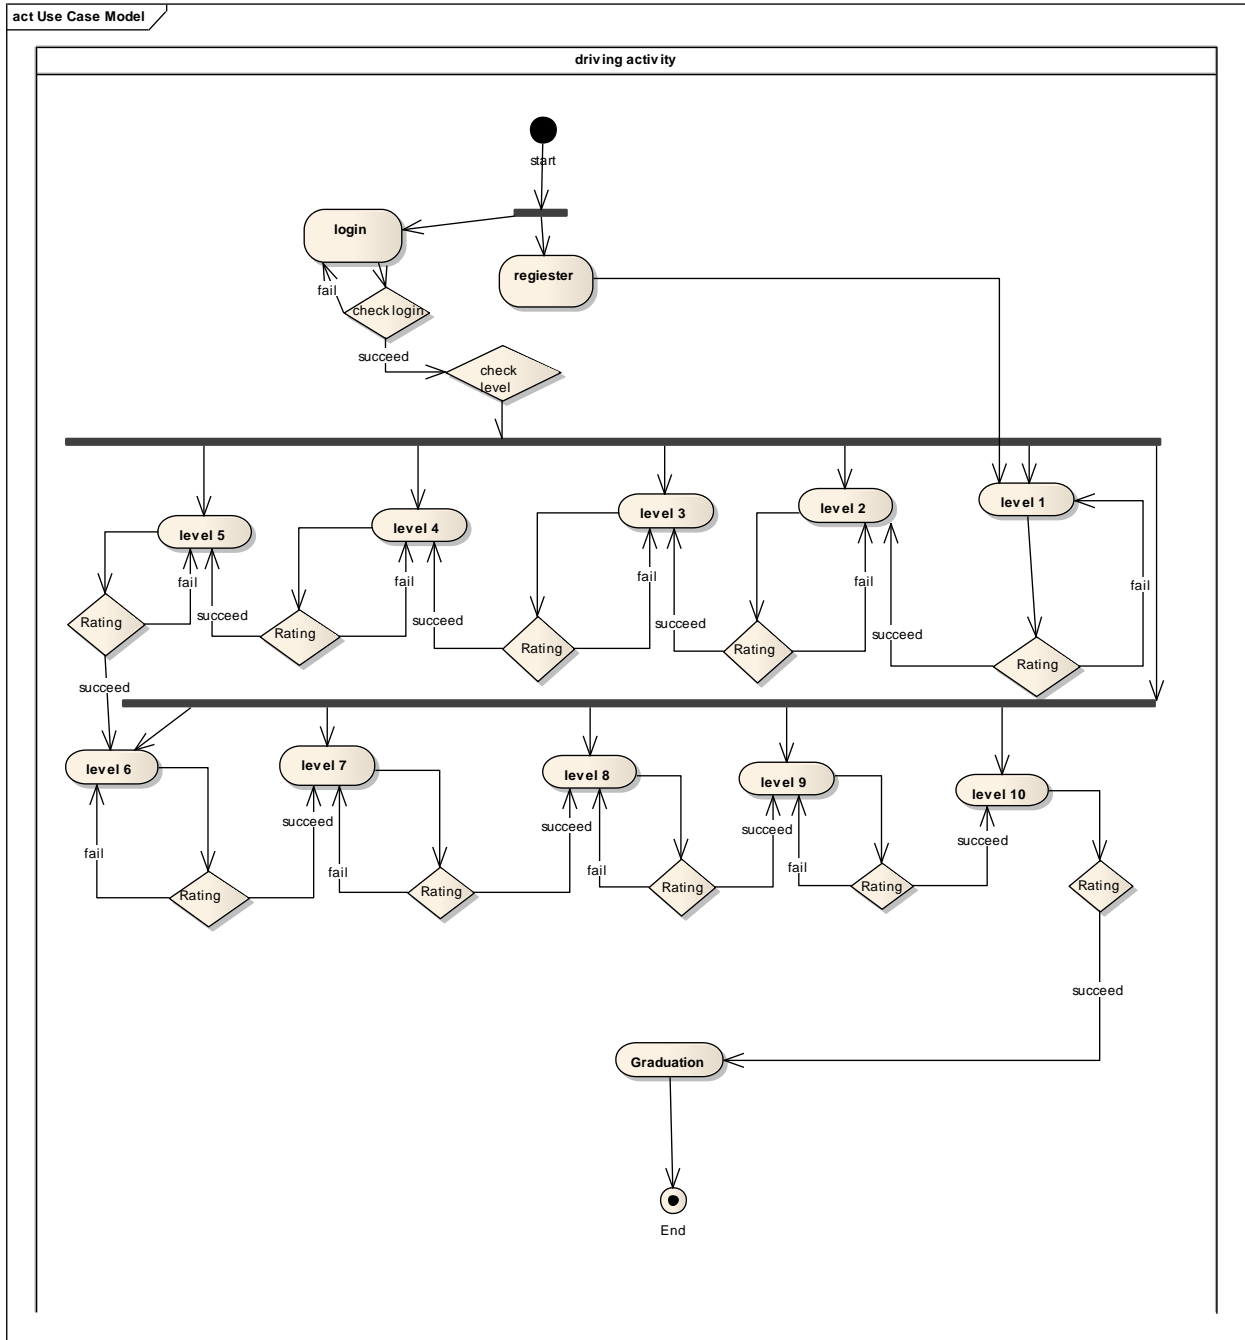 act Use Case Model
driving activity
start
login
regiester
fail
check login
succeed
check
level
level 5
level 4
level 3
level 2
level 1
fail
fail
fail
fail
fail
succeed
succeed
succeed
succeed
Rating
Rating
Rating
Rating
Rating
succeed
level 6
level 7
level 8
level 9
level 10
succeed
succeed
succeed
succeed
fail
fail
fail
fail
Rating
Rating
Rating
Rating
Rating
succeed
Graduation
End